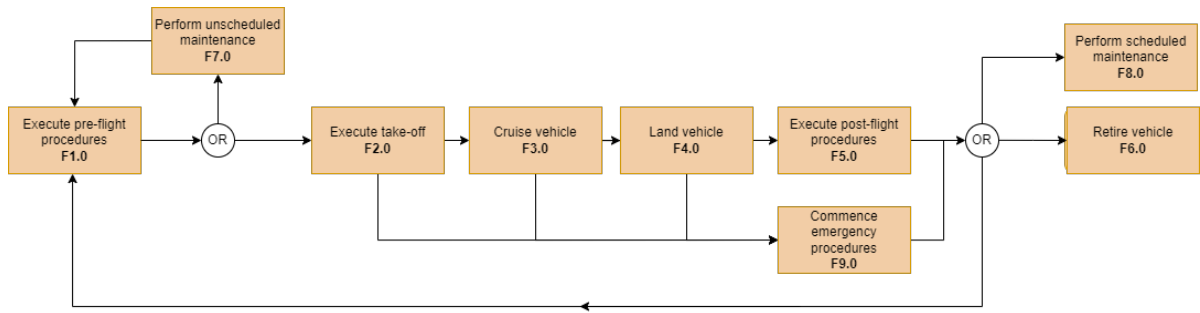 Perform unscheduled
maintenance
F7.0
Perform scheduled
maintenance
F8.0
Execute pre-flight
procedures
F1.0
OR
Execute take-off
F2.0
Cruise vehicle
F3.0
Land vehicle
F4.0
Execute post-flight
procedures
F5.0
OR
Retire vehicle
F6.0
Commence
emergency
procedures
F9.0